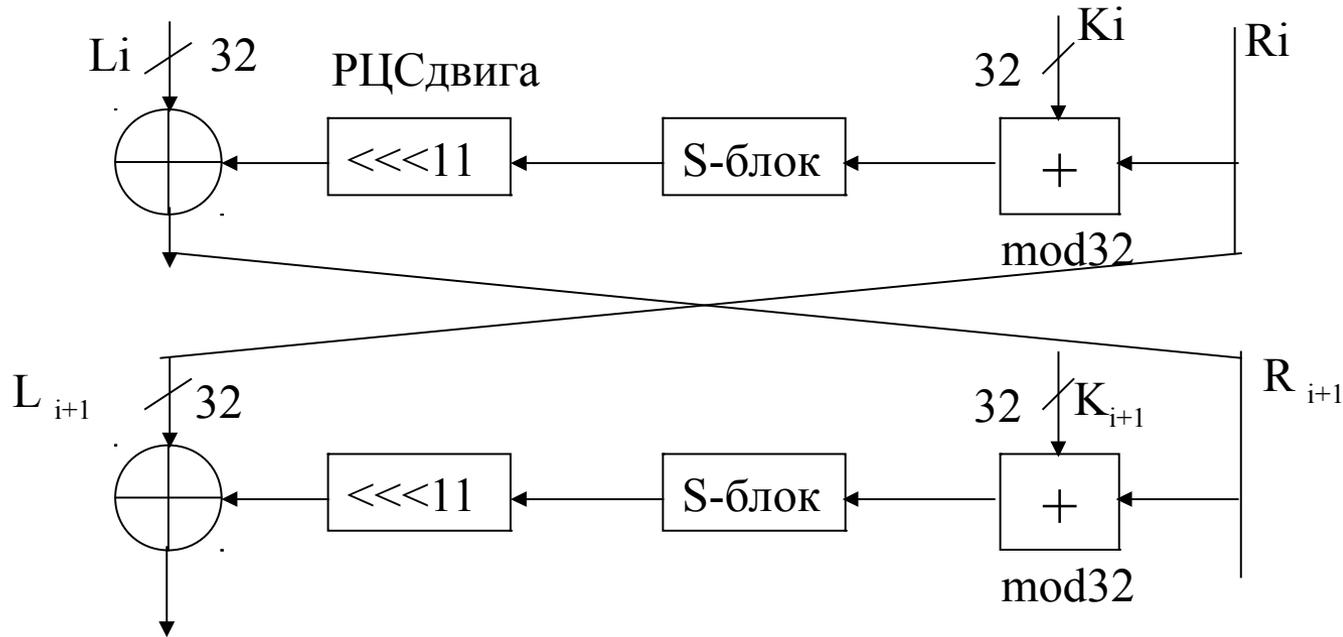 Li 32 РЦСдвига 32 Ki Ri
<<<11 S-блок +
mod32
L i+1 32 32 K i+1 R i+1
<<<11 S-блок +
mod32